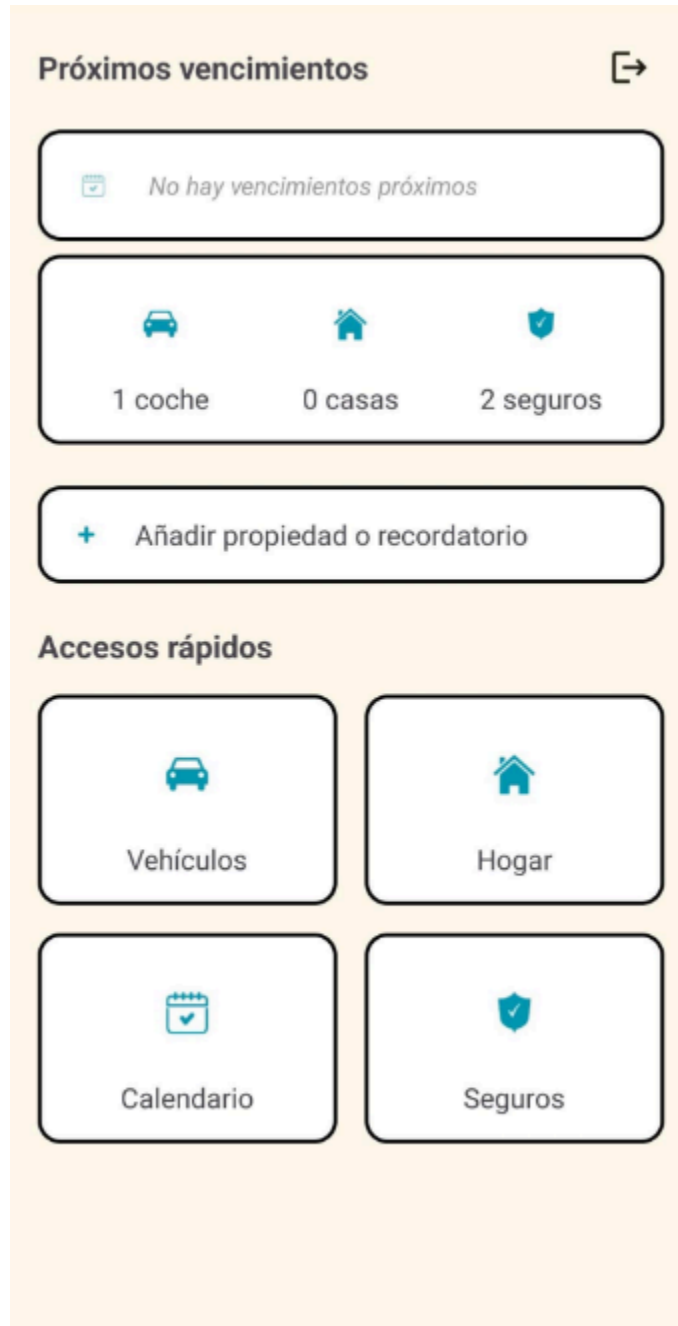 Próximos vencimientos
No hay vencimientos próximos
1 coche
0 casas
2 seguros
Añadir propiedad o recordatorio
Accesos rápidos
Vehículos
Hogar
Calendario
Seguros